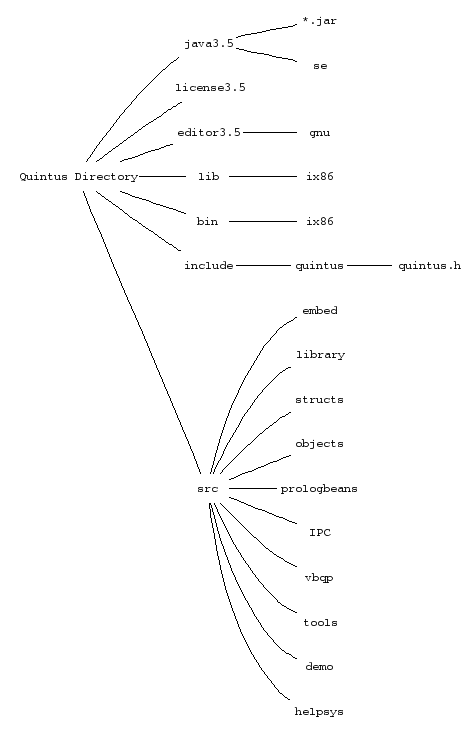 *.jar
java3.5
se
license3.5
editor3.5 gnu
Quintus Directory lib ix86
bin ix86
include quintus quintus.h
embed
library
structs
objects
src prologbeans
IPC
vbqp
tools
demo
helpsys